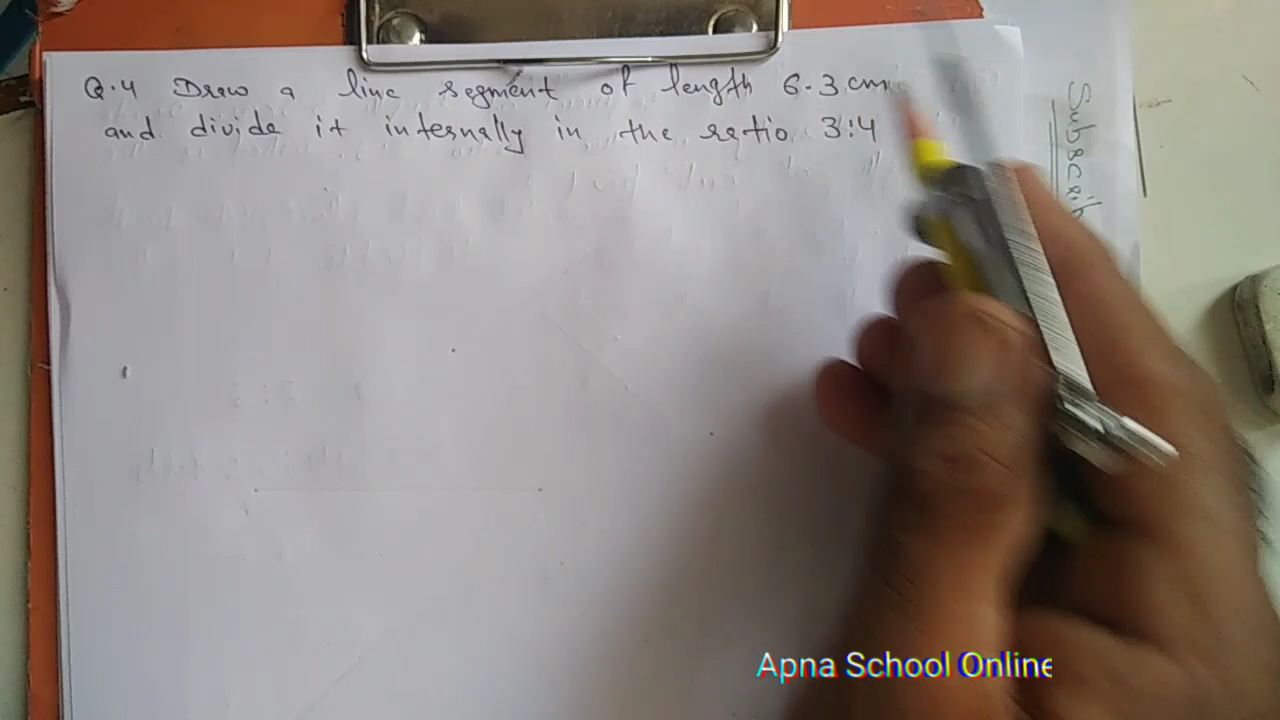 Q.4 Draw a line segment of length 6.3 cm
and divide it internally in the ratio 3:4
Subscrib
Apna School Online